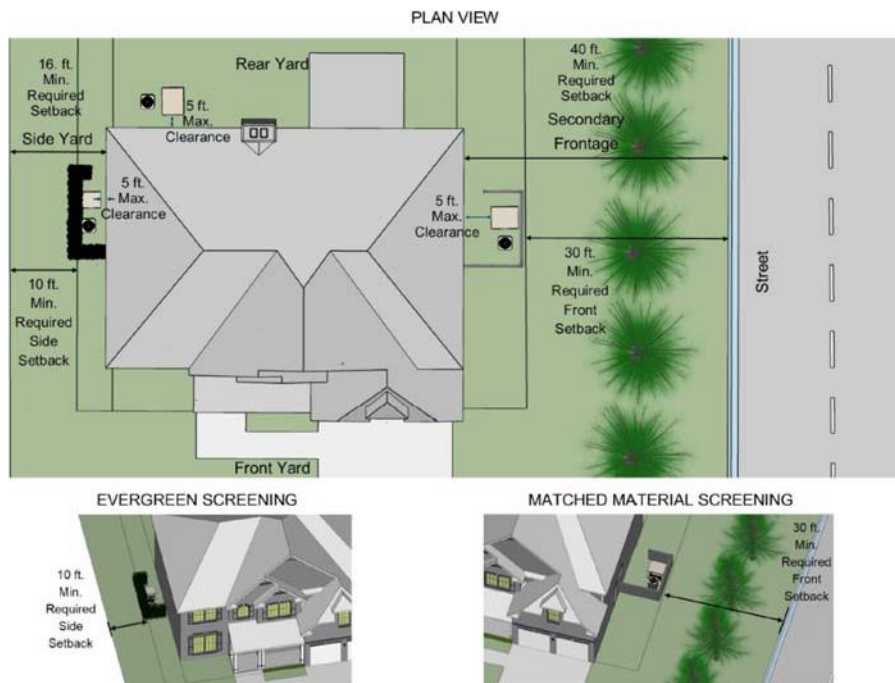 PLAN VIEW
16. ft.
Min.
Required
Setback
Side Yard
Rear Yard
5 ft.
Max.
Clearance
40 ft.
Min.
Required
Setback
Secondary
Frontage
5 ft.
Max.
Clearance
5 ft.
Max.
Clearance
10 ft.
Min.
Required
Side
Setback
30 ft.
Min.
Required
Front
Setback
Street
Front Yard
EVERGREEN SCREENING
10 ft.
Min.
Required
Side
Setback
MATCHED MATERIAL SCREENING
30 ft.
Min.
Required
Front
Setback